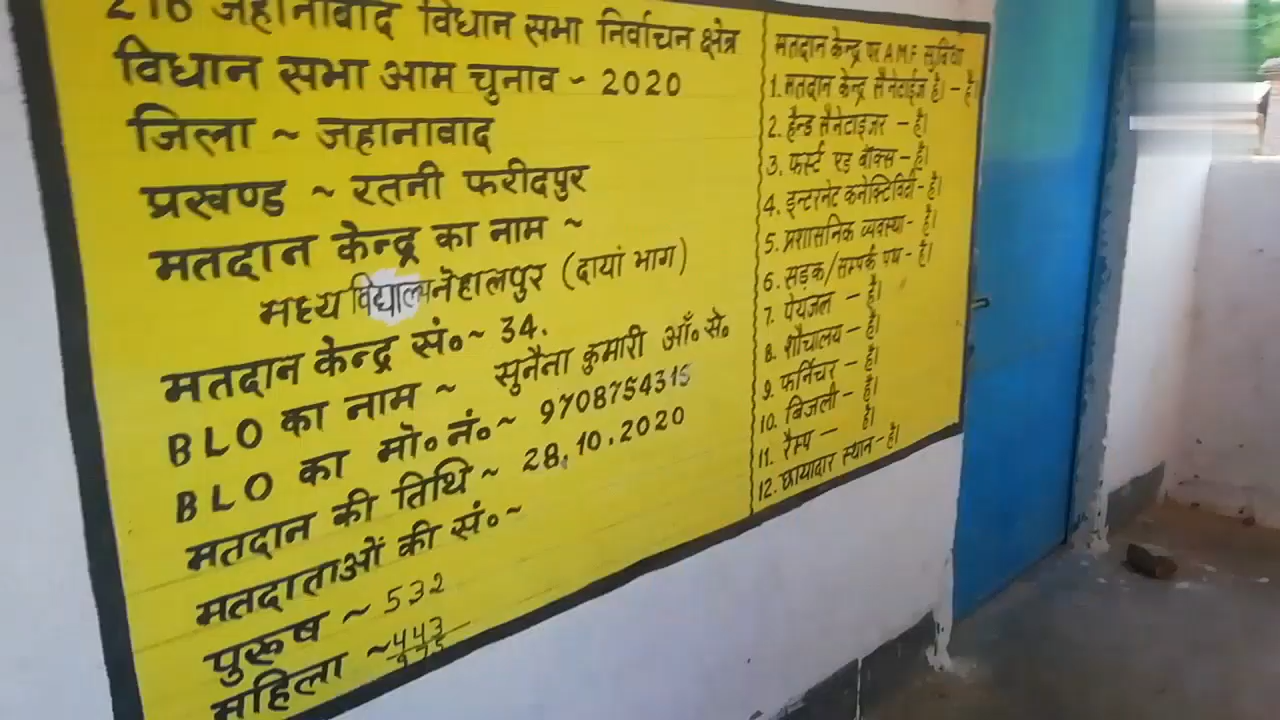 216 जहानाबाद विधान सभा निर्वाचन क्षेत्र
विधान सभा आम चुनाव ~ 2020
जिला ~ जहानावाद
प्रखण्ड ~ रतनी फरीदपुर
मतदान केन्द्र का नाम ~
मध्य विद्यालय नेहालपुर (दायां भाग)
मतदान केन्द्र सं० ~ 34.
BLO का नाम ~ सुनैना कुमारी आँ० से०
BLO का मो० नं० ~ 9708754315
मतदान की तिथि ~ 28.10.2020
मतदाताओं की सं० ~
पुरूष ~ 532
महिला ~ 443
975
मतदान केन्द्र पर A.M.F सुविधा
1. मतदान केन्द्र सैनेटाईज है। - है।
2. हैन्ड सैनेटाइजर - है।
3. फर्स्ट एड बॉक्स - है।
4. इन्टरनेट कनेक्टिविटी - है।
5. प्रशासनिक व्यवस्था - है।
6. सड़क/सम्पर्क पथ - है।
7. पेयजल - है।
8. शौचालय - है।
9. फर्निचर - है।
10. बिजली - है।
11. रैम्प - है।
12. छायादार स्थान - है।